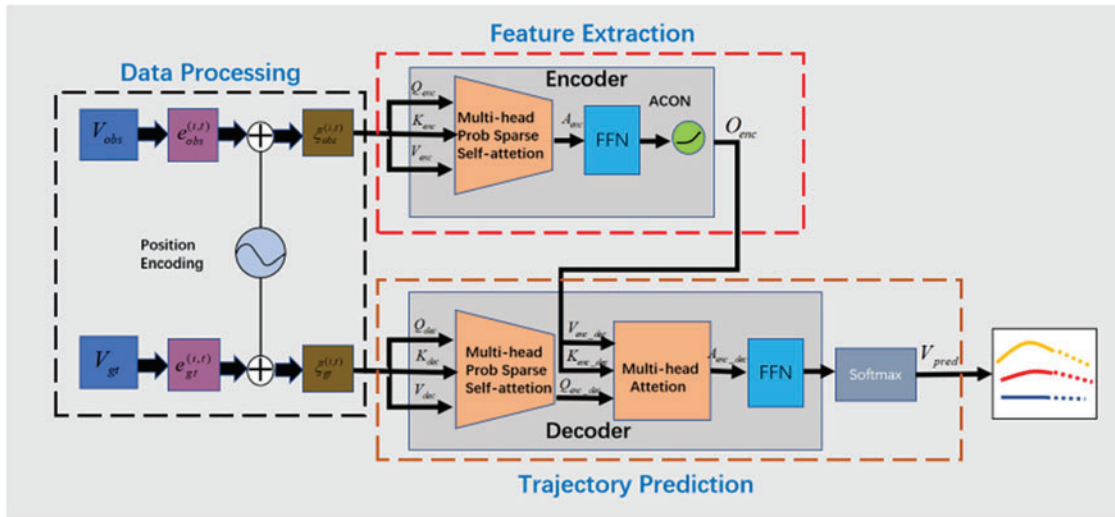 Feature Extraction
Data Processing
Encoder
ACON
V_obs
e_obs^(i,t)
+
ξ_obs^(i,t)
Q_enc
K_enc
V_enc
Multi-head
Prob Sparse
Self-attetion
A_enc
FFN
O_enc
Position
Encoding
V_gt
e_gt^(i,t)
+
ξ_gt^(i,t)
Q_dec
K_dec
V_dec
Multi-head
Prob Sparse
Self-attetion
V_enc_dec
K_enc_dec
Q_enc_dec
Multi-head
Attetion
A_enc_dec
FFN
Softmax
V_pred
Decoder
Trajectory Prediction